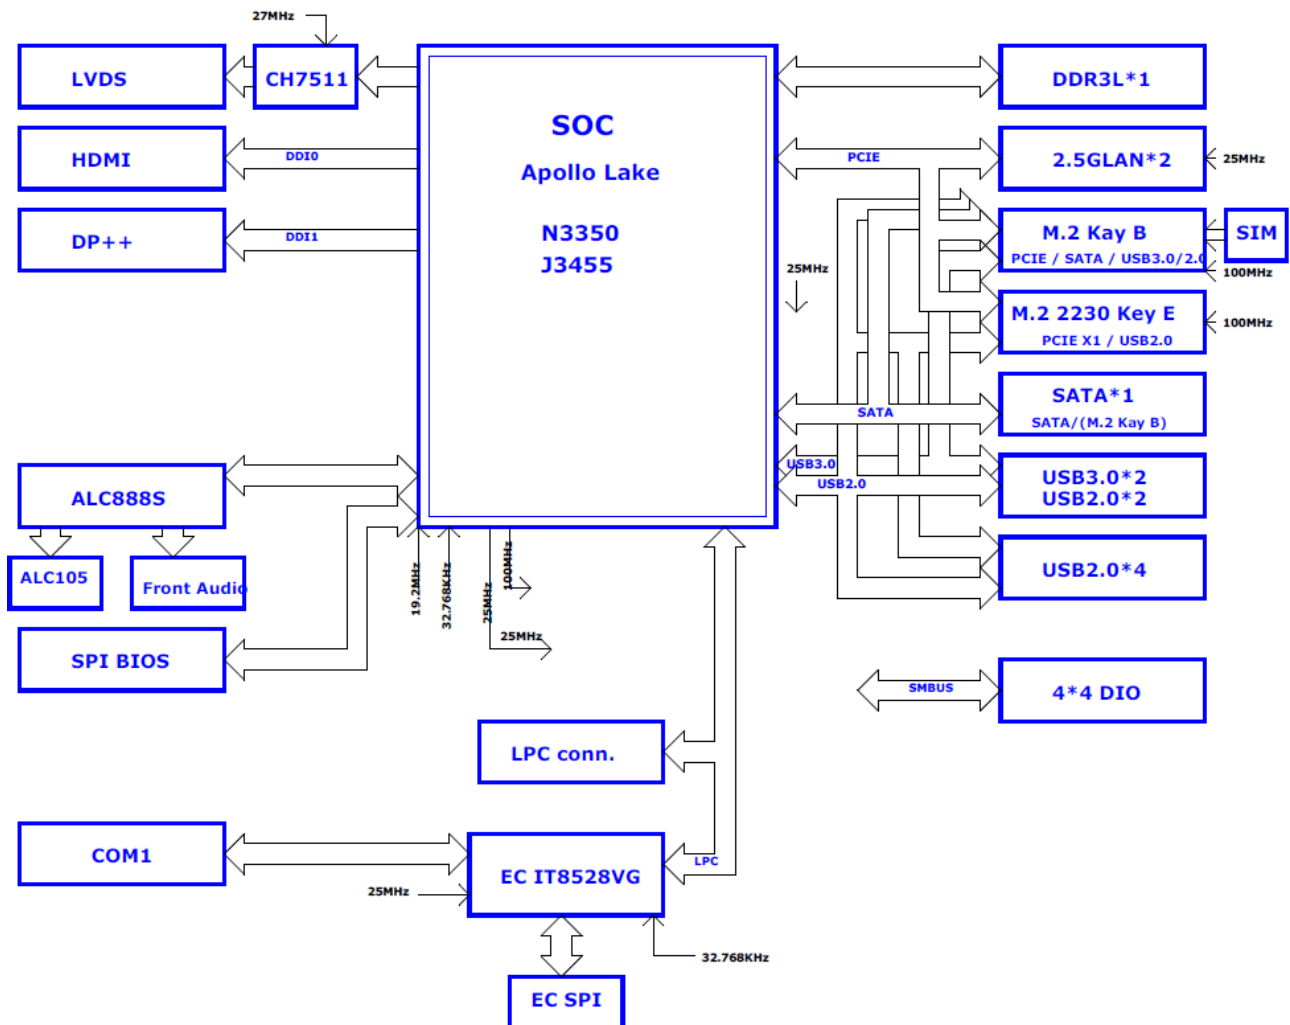 27MHz
LVDS
CH7511
SOC
Apollo Lake
N3350
J3455
DDR3L*1
HDMI
DDI0
PCIE
2.5GLAN*2
25MHz
DP++
DDI1
M.2 Kay B
PCIE / SATA / USB3.0/2.0
SIM
100MHz
25MHz
M.2 2230 Key E
PCIE X1 / USB2.0
100MHz
SATA
SATA*1
SATA/(M.2 Kay B)
USB3.0
USB2.0
USB3.0*2
USB2.0*2
ALC888S
ALC105
Front Audio
19.2MHz
32.768KHz
25MHz
100MHz
25MHz
USB2.0*4
SPI BIOS
SMBUS
4*4 DIO
LPC conn.
COM1
LPC
EC IT8528VG
25MHz
32.768KHz
EC SPI